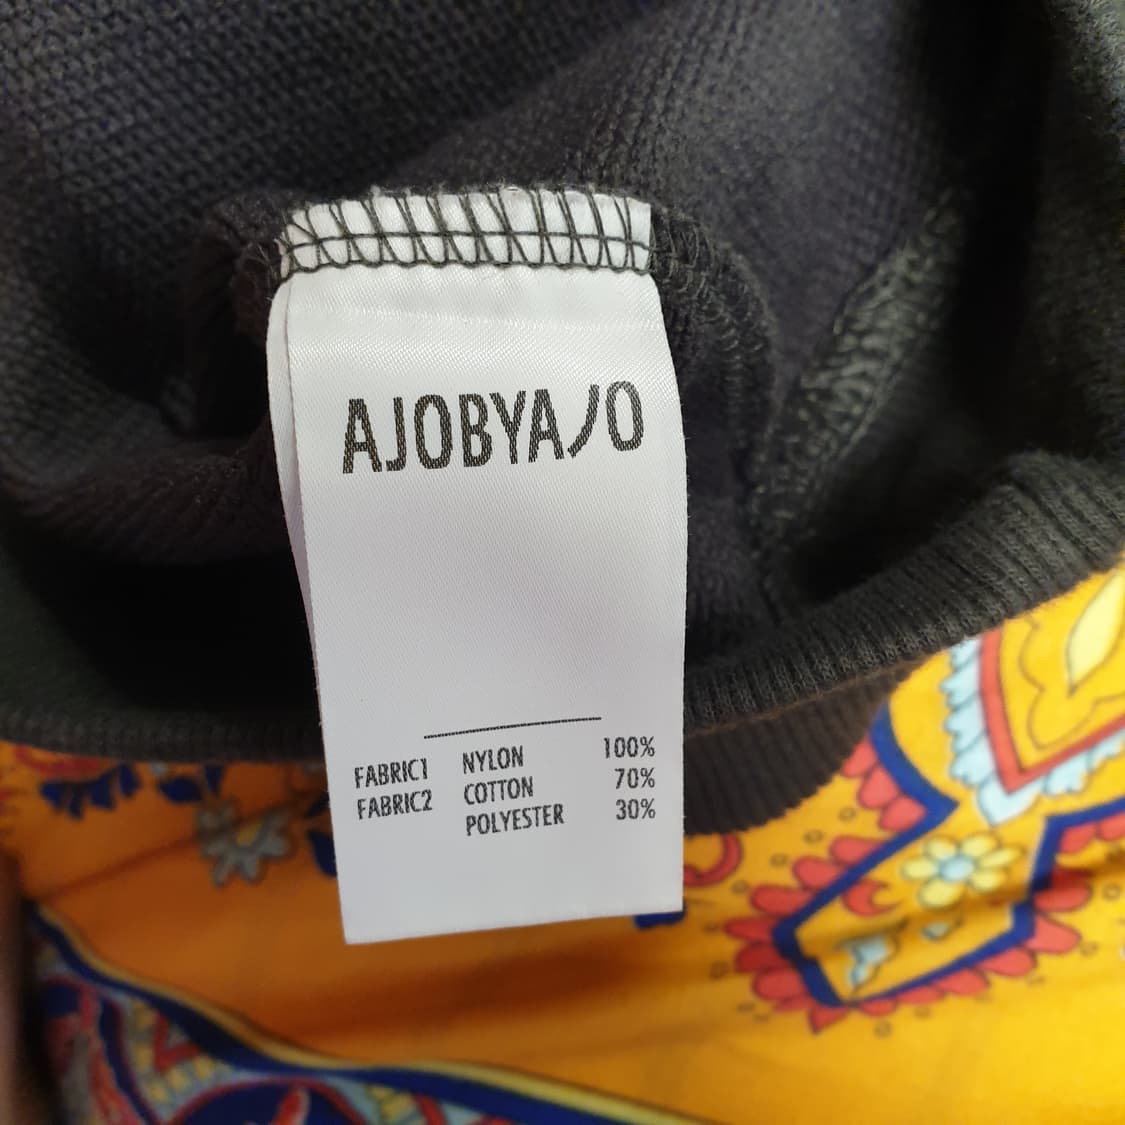 AJOBYAJO
FABRIC1 NYLON 100%
FABRIC2 COTTON 70%
POLYESTER 30%